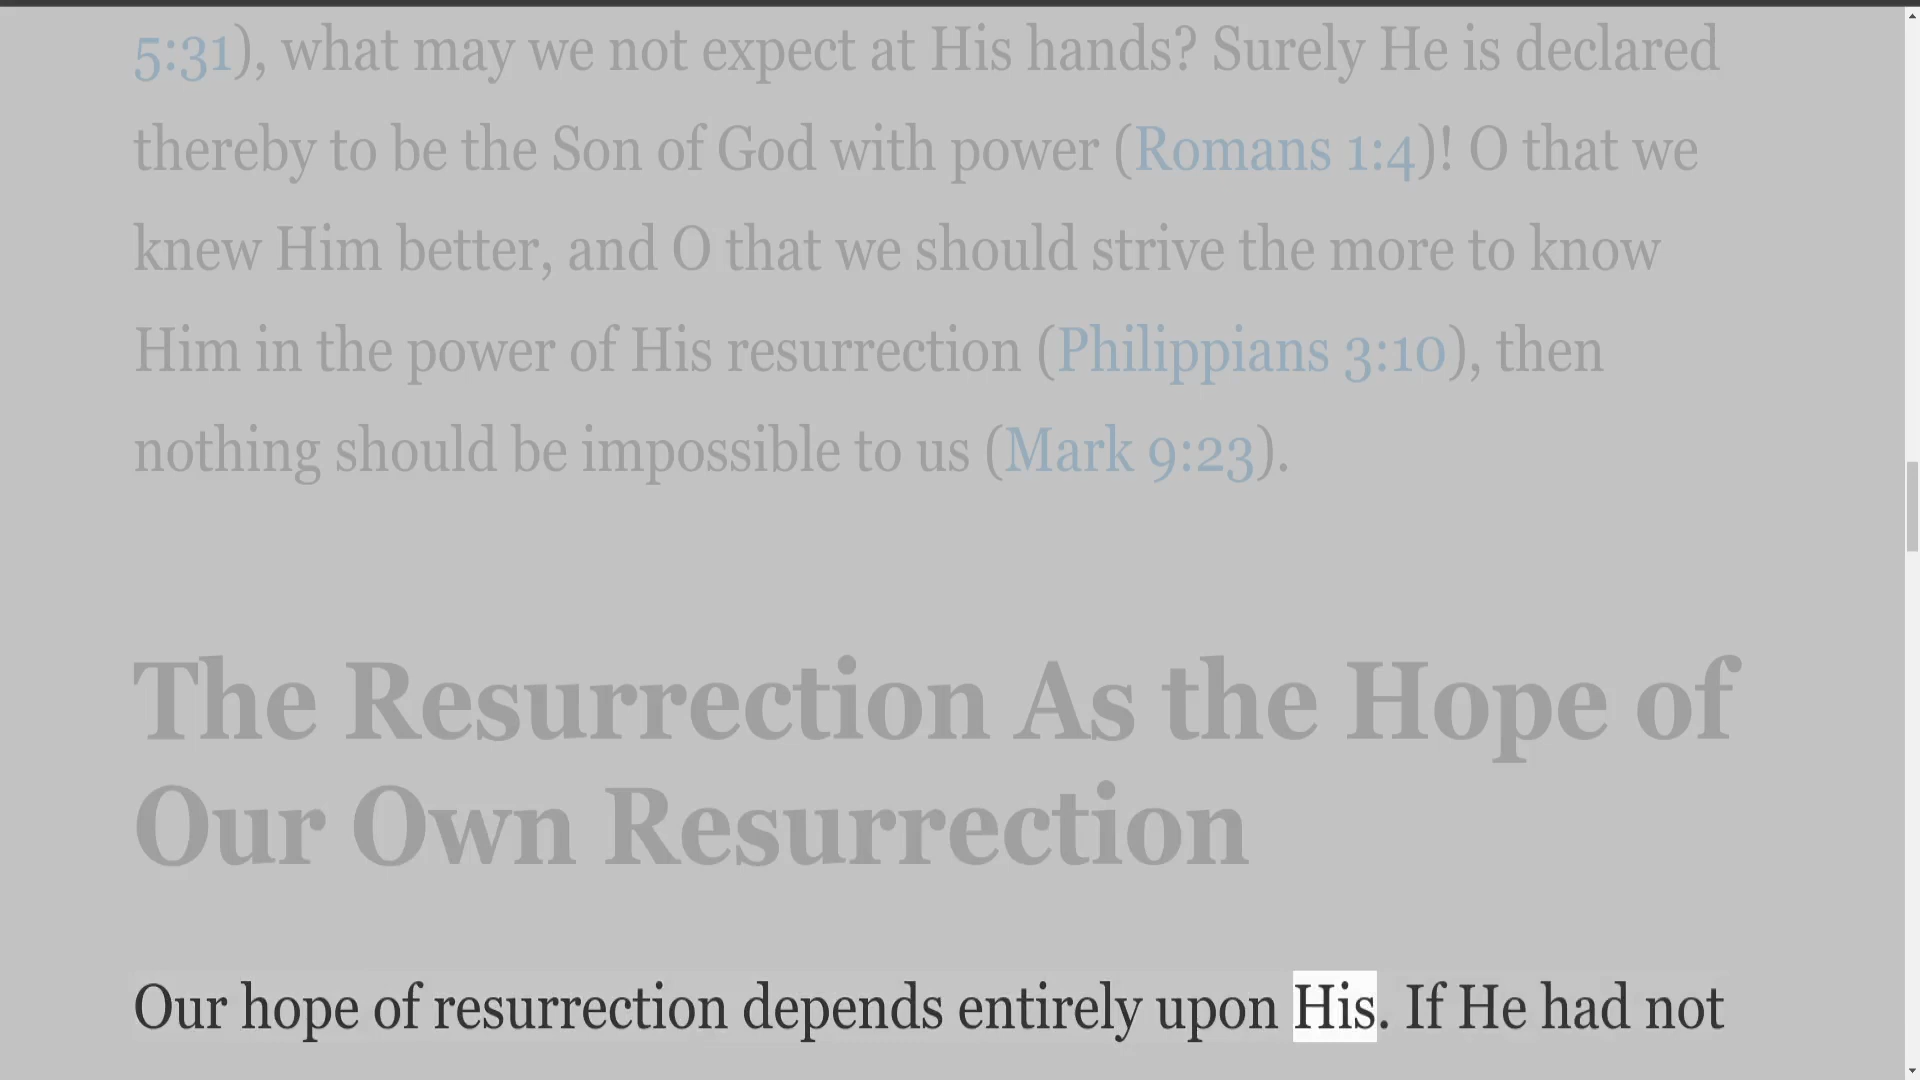 5:31), what may we not expect at His hands? Surely He is declared
thereby to be the Son of God with power (Romans 1:4)! O that we
knew Him better, and O that we should strive the more to know
Him in the power of His resurrection (Philippians 3:10), then
nothing should be impossible to us (Mark 9:23).
The Resurrection As the Hope of
Our Own Resurrection
Our hope of resurrection depends entirely upon His. If He had not